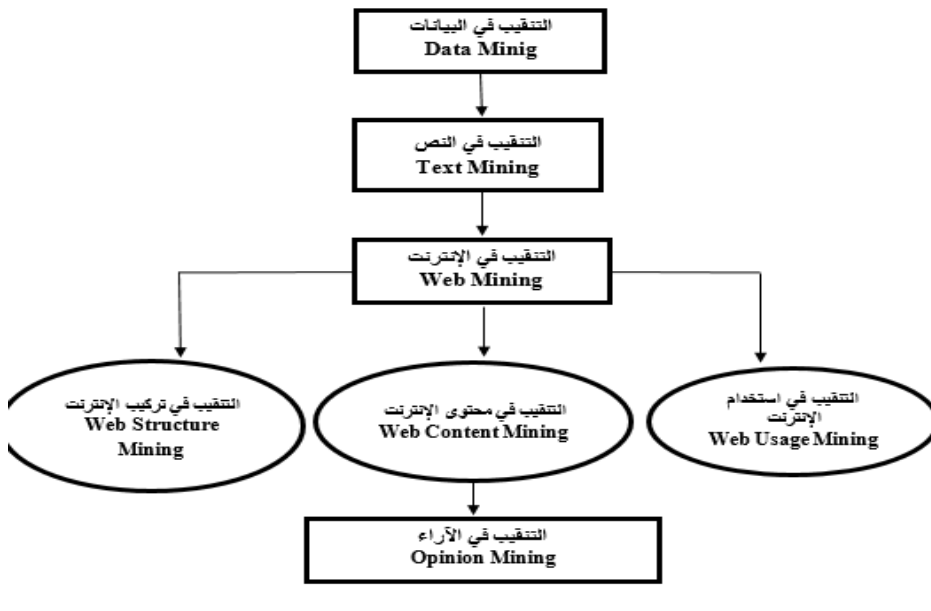 التنقيب في البيانات
Data Minig
التنقيب في النص
Text Mining
التنقيب في الإنترنت
Web Mining
التنقيب في تركيب الإنترنت
Web Structure
Mining
التنقيب في محتوى الإنترنت
Web Content Mining
التنقيب في استخدام
الإنترنت
Web Usage Mining
التنقيب في الآراء
Opinion Mining